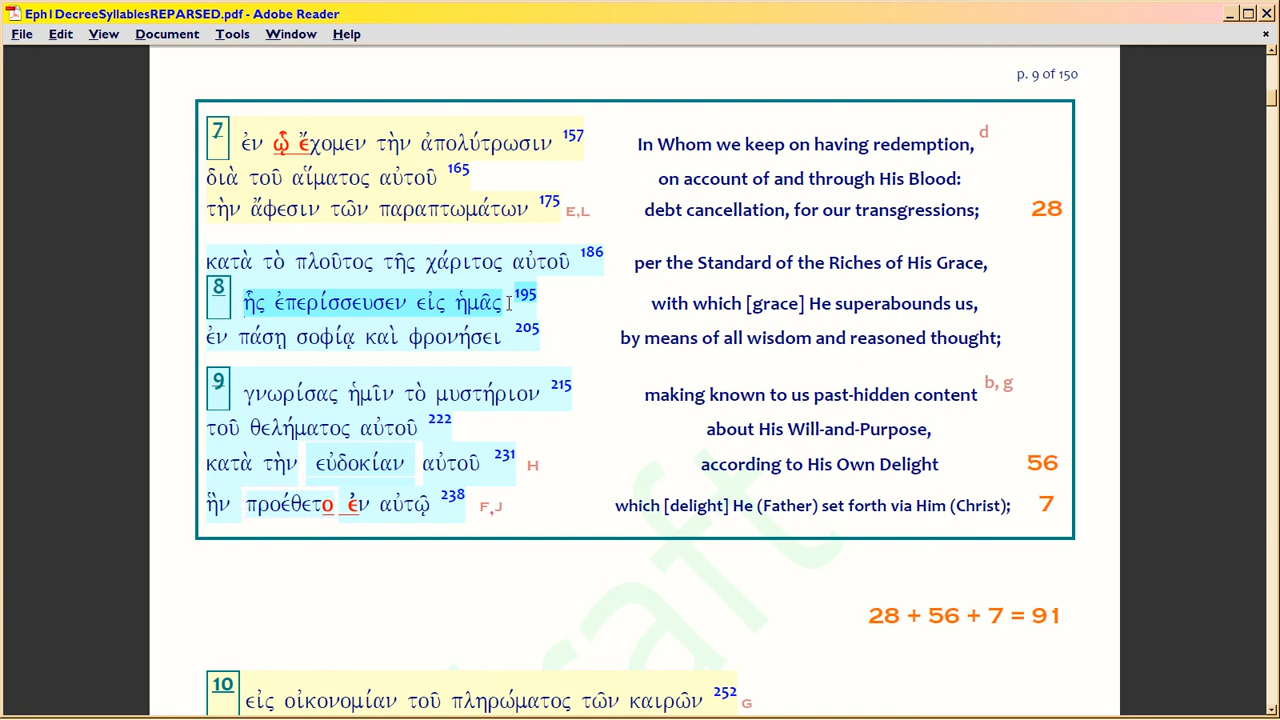 Eph1DecreeSyllablesREPARSED.pdf - Adobe Reader
File Edit View Document Tools Window Help
p. 9 of 150
7 ἐν ᾧ ἔχομεν τὴν ἀπολύτρωσιν 157 In Whom we keep on having redemption, d
διὰ τοῦ αἵματος αὐτοῦ 165 on account of and through His Blood:
τὴν ἄφεσιν τῶν παραπτωμάτων 175 E,L debt cancellation, for our transgressions; 28
κατὰ τὸ πλοῦτος τῆς χάριτος αὐτοῦ 186 per the Standard of the Riches of His Grace,
8 ἧς ἐπερίσσευσεν εἰς ἡμᾶς 195 with which [grace] He superabounds us,
ἐν πάσῃ σοφίᾳ καὶ φρονήσει 205 by means of all wisdom and reasoned thought;
9 γνωρίσας ἡμῖν τὸ μυστήριον 215 making known to us past-hidden content b, g
τοῦ θελήματος αὐτοῦ 222 about His Will-and-Purpose,
κατὰ τὴν εὐδοκίαν αὐτοῦ 231 H according to His Own Delight 56
ἣν προέθετο ἐν αὐτῷ 238 F,J which [delight] He (Father) set forth via Him (Christ); 7
28 + 56 + 7 = 91
10 εἰς οἰκονομίαν τοῦ πληρώματος τῶν καιρῶν 252 G